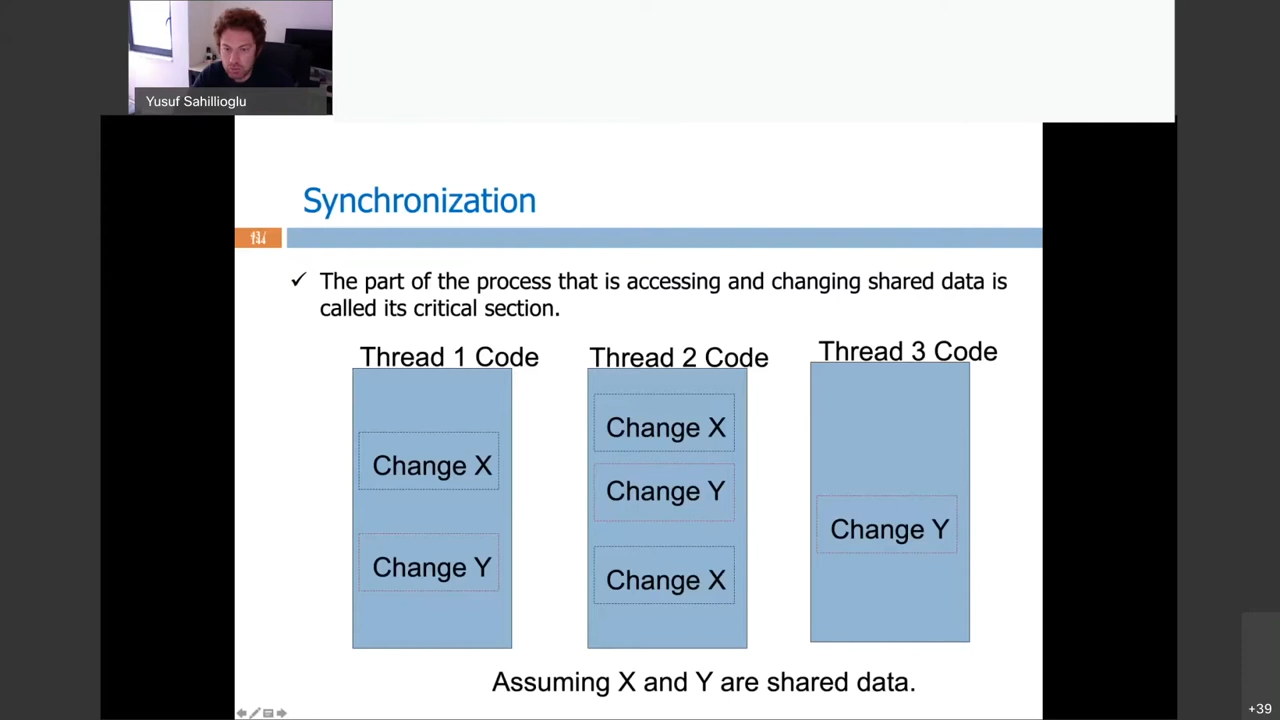 Yusuf Sahillioglu
Synchronization
✓ The part of the process that is accessing and changing shared data is
called its critical section.
Thread 1 Code
Thread 2 Code
Thread 3 Code
Change X
Change Y
Change X
Change Y
Change X
Change Y
Assuming X and Y are shared data.
+39